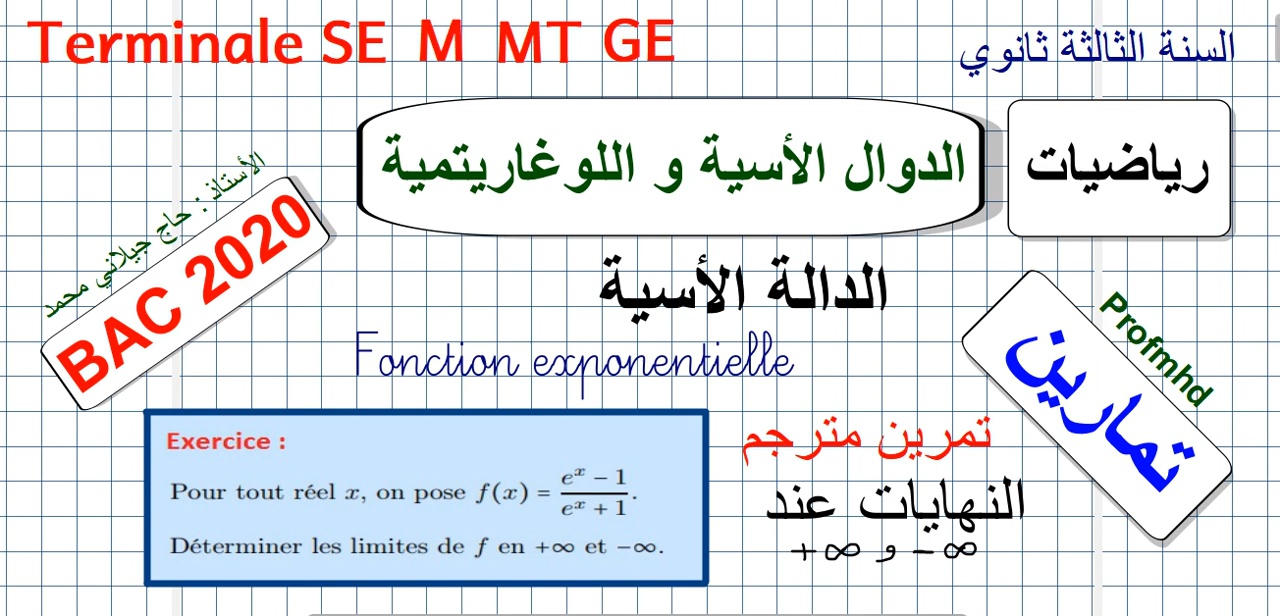 Terminale SE M MT GE
السنة الثالثة ثانوي
رياضيات
الدوال الأسية و اللوغاريتمية
الأستاذ : حاج جيلاني محمد
BAC 2020
الدالة الأسية
Fonction exponentielle
Profmhd
تمارين
Exercice :
Pour tout réel x, on pose f(x) = \frac{e^x - 1}{e^x + 1}.
Déterminer les limites de f en +∞ et −∞.
تمرين مترجم
النهايات عند
+∞ و −∞